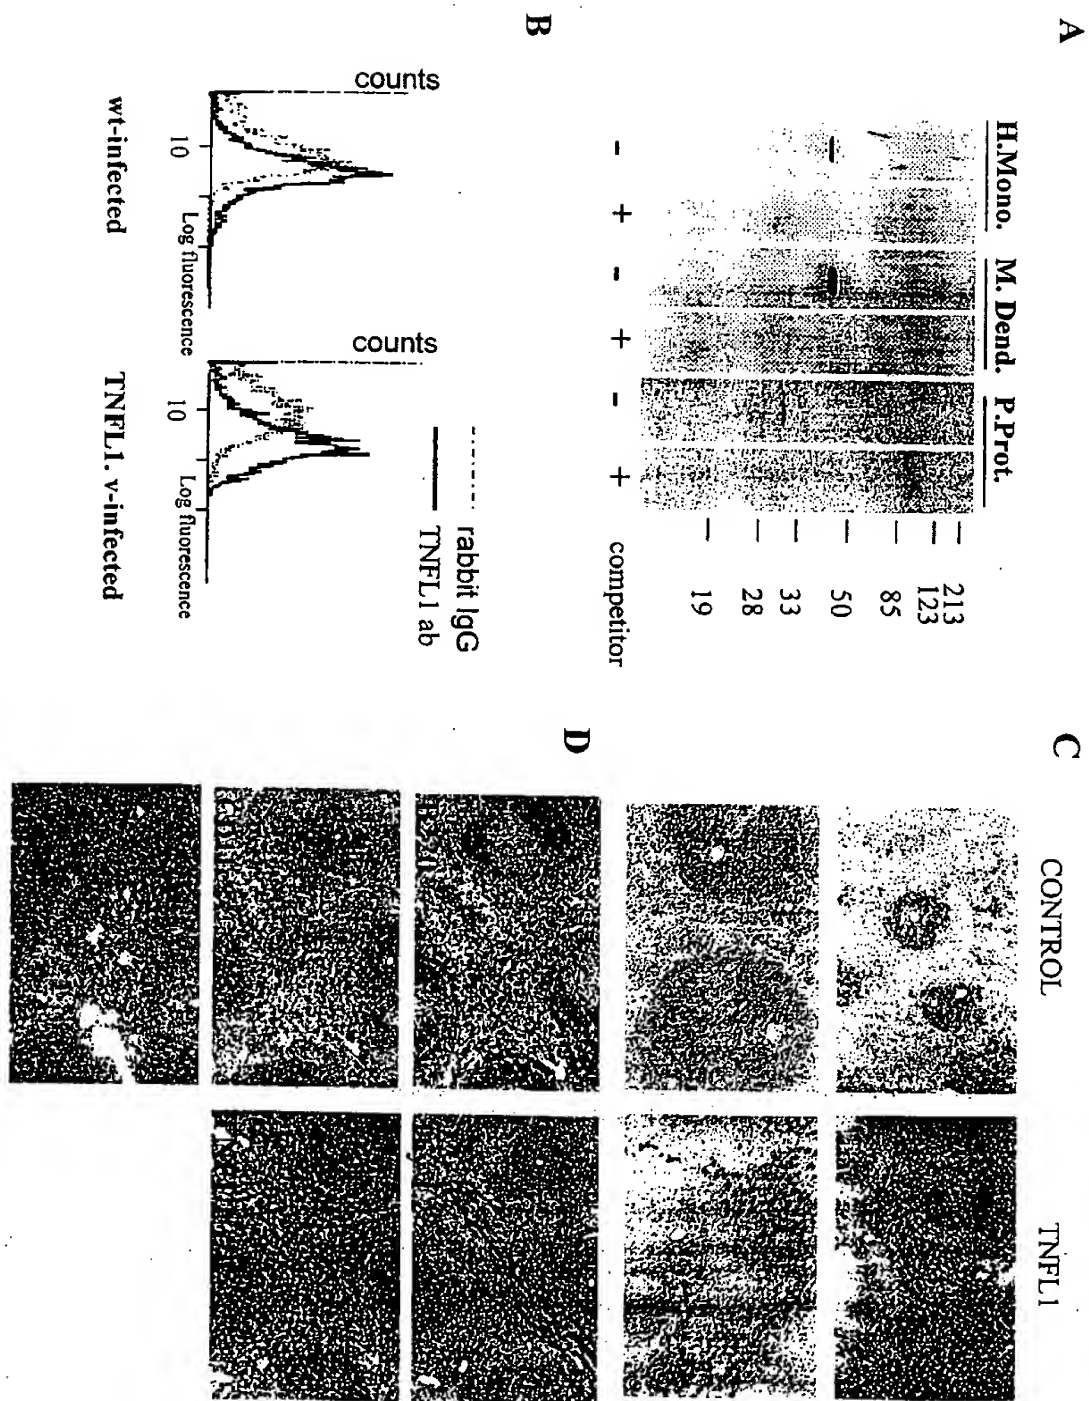 A
H.Mono. M. Dend. P.Prot.
213
123
85
50
33
28
19
- + - + - + competitor
B
rabbit IgG
TNFL1 ab
counts
counts
10
Log fluorescence
10
Log fluorescence
wt-infected
TNFL1. v-infected
C
CONTROL
TNFL1
D